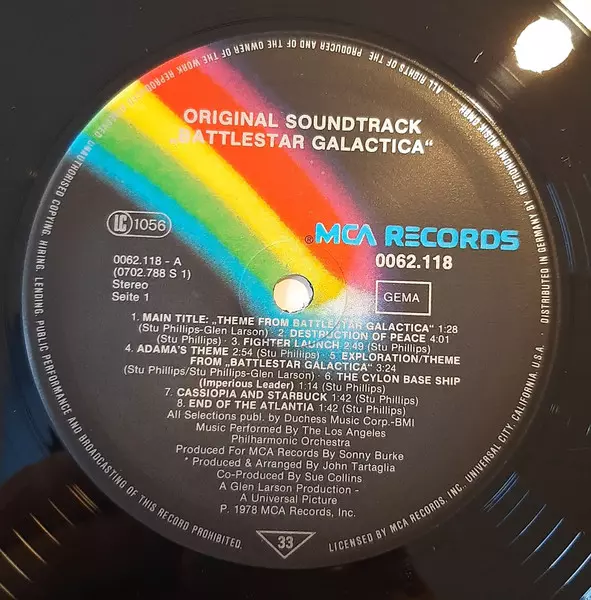 ORIGINAL SOUNDTRACK
„BATTLESTAR GALACTICA“
LC 1056
® MCA RECORDS
0062.118
0062.118 - A
(0702.788 S 1)
Stereo
Seite 1
GEMA
1. MAIN TITLE: „THEME FROM BATTLESTAR GALACTICA“ 1:28
(Stu Phillips-Glen Larson) · 2. DESTRUCTION OF PEACE 4:01
(Stu Phillips) · 3. FIGHTER LAUNCH 2:49 (Stu Phillips)
4. ADAMA'S THEME 2:54 (Stu Phillips) · 5. EXPLORATION/THEME
FROM „BATTLESTAR GALACTICA“ 3:24
(Stu Phillips/Stu Phillips-Glen Larson) · 6. THE CYLON BASE SHIP
(Imperious Leader) 1:14 (Stu Phillips)
7. CASSIOPIA AND STARBUCK 1:42 (Stu Phillips)
8. END OF THE ATLANTIA 1:42 (Stu Phillips)
All Selections publ. by Duchess Music Corp.-BMI
Music Performed By The Los Angeles
Philharmonic Orchestra
Produced For MCA Records By Sonny Burke
* Produced & Arranged By John Tartaglia
Co-Produced By Sue Collins
A Glen Larson Production -
A Universal Picture
P. 1978 MCA Records, Inc.
33
ALL RIGHTS OF THE PRODUCER AND OF THE OWNER OF THE WORK REPRODUCED RESERVED. UNAUTHORISED COPYING, HIRING, LENDING, PUBLIC PERFORMANCE AND BROADCASTING OF THIS RECORD PROHIBITED.
LICENSED BY MCA RECORDS, INC., UNIVERSAL CITY, CALIFORNIA, U.S.A. · DISTRIBUTED IN GERMANY BY METRONOME MUSIK GMBH